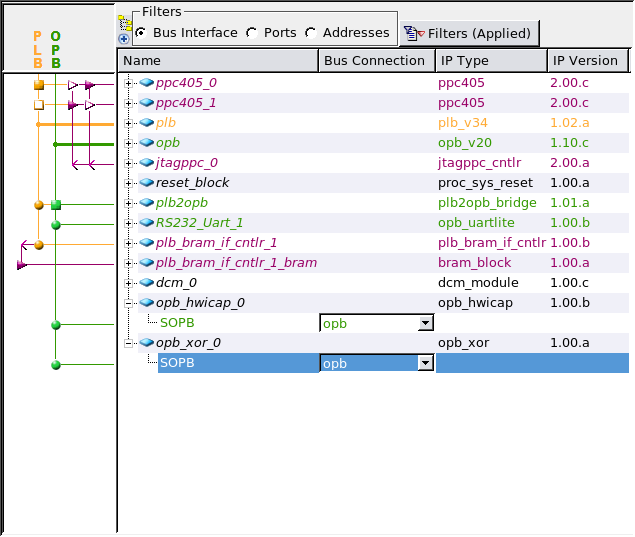 Filters
Bus Interface Ports Addresses Filters (Applied)
P O
L P
B B
Name Bus Connection IP Type IP Version
ppc405_0 ppc405 2.00.c
ppc405_1 ppc405 2.00.c
plb plb_v34 1.02.a
opb opb_v20 1.10.c
jtagppc_0 jtagppc_cntlr 2.00.a
reset_block proc_sys_reset 1.00.a
plb2opb plb2opb_bridge 1.01.a
RS232_Uart_1 opb_uartlite 1.00.b
plb_bram_if_cntlr_1 plb_bram_if_cntlr 1.00.b
plb_bram_if_cntlr_1_bram bram_block 1.00.a
dcm_0 dcm_module 1.00.c
opb_hwicap_0 opb_hwicap 1.00.b
SOPB opb
opb_xor_0 opb_xor 1.00.a
SOPB opb